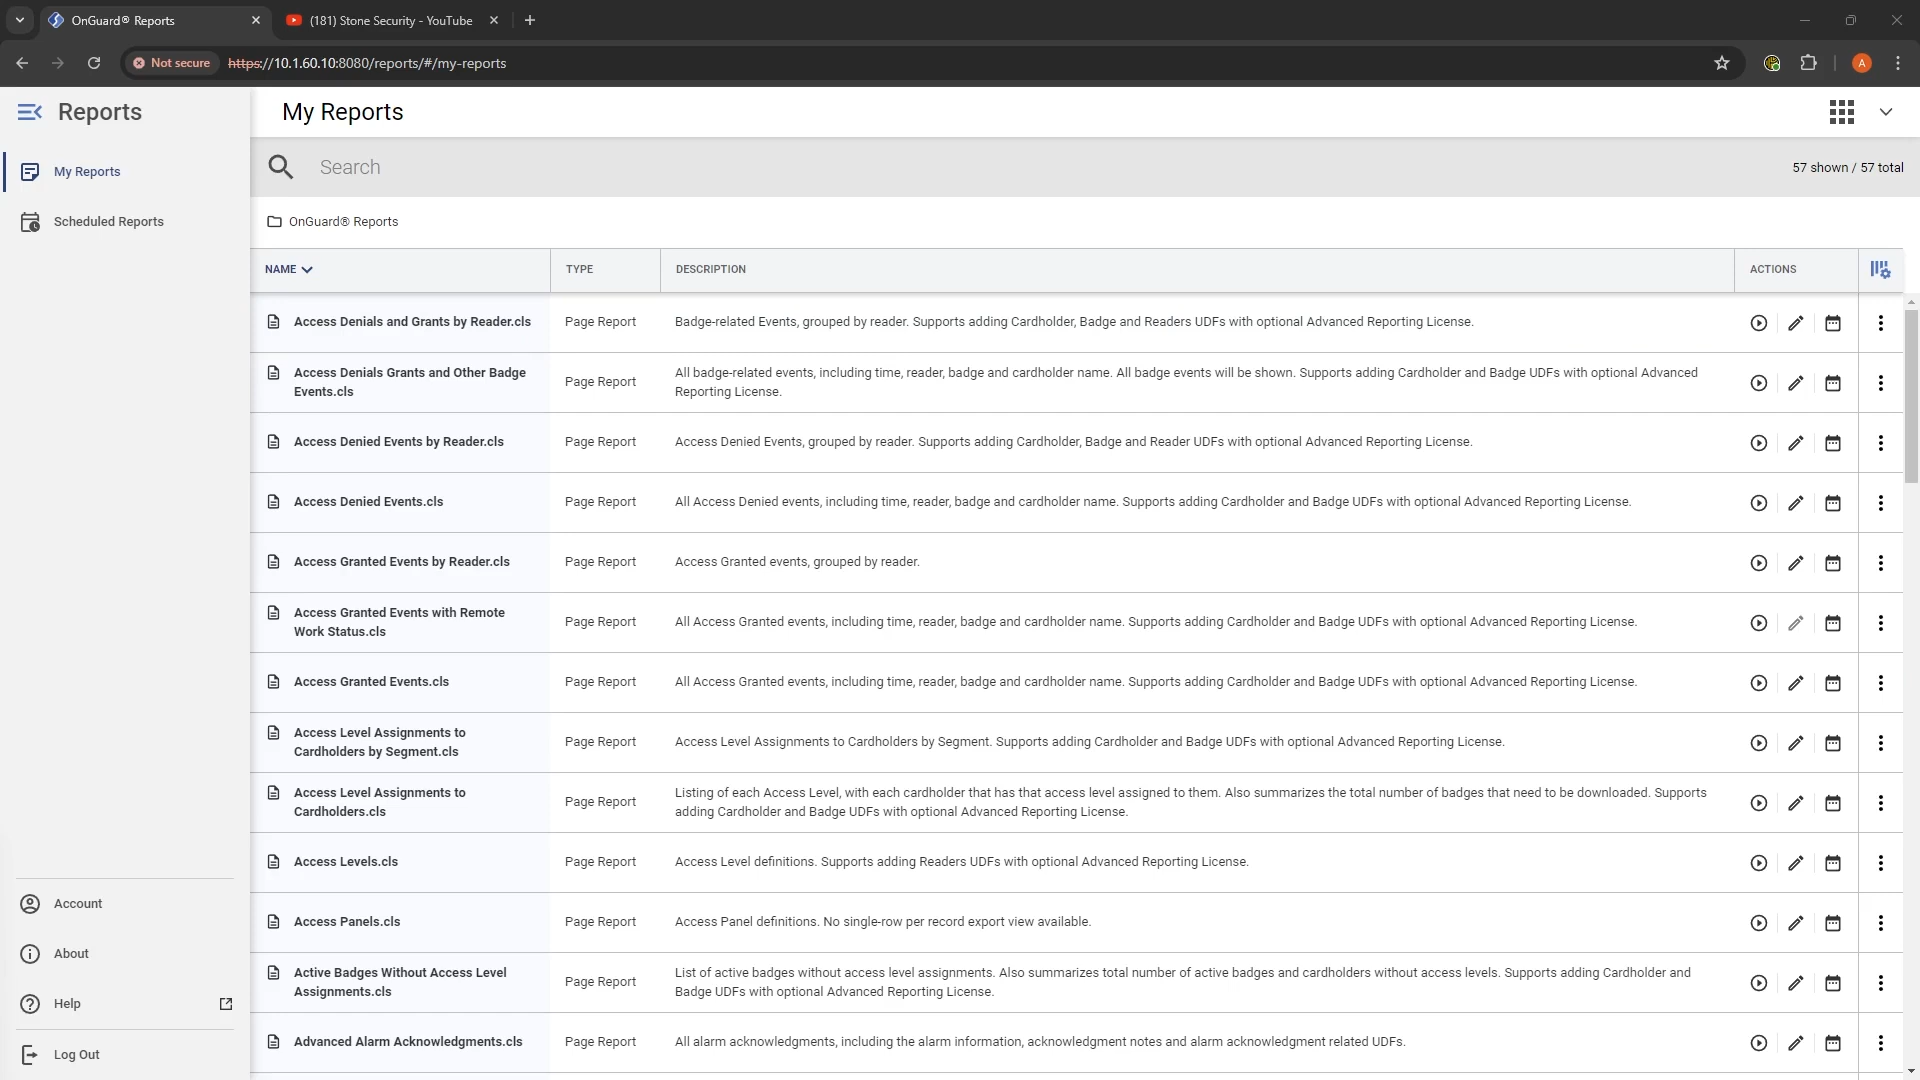 OnGuard® Reports
(181) Stone Security - YouTube
Not secure
https://10.1.60.10:8080/reports/#/my-reports
A
Reports
My Reports
My Reports
Scheduled Reports
Search
57 shown / 57 total
OnGuard® Reports
NAME
TYPE
DESCRIPTION
ACTIONS
Access Denials and Grants by Reader.cls
Page Report
Badge-related Events, grouped by reader. Supports adding Cardholder, Badge and Readers UDFs with optional Advanced Reporting License.
Access Denials Grants and Other Badge
Events.cls
Page Report
All badge-related events, including time, reader, badge and cardholder name. All badge events will be shown. Supports adding Cardholder and Badge UDFs with optional Advanced
Reporting License.
Access Denied Events by Reader.cls
Page Report
Access Denied Events, grouped by reader. Supports adding Cardholder, Badge and Reader UDFs with optional Advanced Reporting License.
Access Denied Events.cls
Page Report
All Access Denied events, including time, reader, badge and cardholder name. Supports adding Cardholder and Badge UDFs with optional Advanced Reporting License.
Access Granted Events by Reader.cls
Page Report
Access Granted events, grouped by reader.
Access Granted Events with Remote
Work Status.cls
Page Report
All Access Granted events, including time, reader, badge and cardholder name. Supports adding Cardholder and Badge UDFs with optional Advanced Reporting License.
Access Granted Events.cls
Page Report
All Access Granted events, including time, reader, badge and cardholder name. Supports adding Cardholder and Badge UDFs with optional Advanced Reporting License.
Access Level Assignments to
Cardholders by Segment.cls
Page Report
Access Level Assignments to Cardholders by Segment. Supports adding Cardholder and Badge UDFs with optional Advanced Reporting License.
Access Level Assignments to
Cardholders.cls
Page Report
Listing of each Access Level, with each cardholder that has that access level assigned to them. Also summarizes the total number of badges that need to be downloaded. Supports
adding Cardholder and Badge UDFs with optional Advanced Reporting License.
Access Levels.cls
Page Report
Access Level definitions. Supports adding Readers UDFs with optional Advanced Reporting License.
Access Panels.cls
Page Report
Access Panel definitions. No single-row per record export view available.
Active Badges Without Access Level
Assignments.cls
Page Report
List of active badges without access level assignments. Also summarizes total number of active badges and cardholders without access levels. Supports adding Cardholder and
Badge UDFs with optional Advanced Reporting License.
Advanced Alarm Acknowledgments.cls
Page Report
All alarm acknowledgments, including the alarm information, acknowledgment notes and alarm acknowledgment related UDFs.
Account
About
Help
Log Out